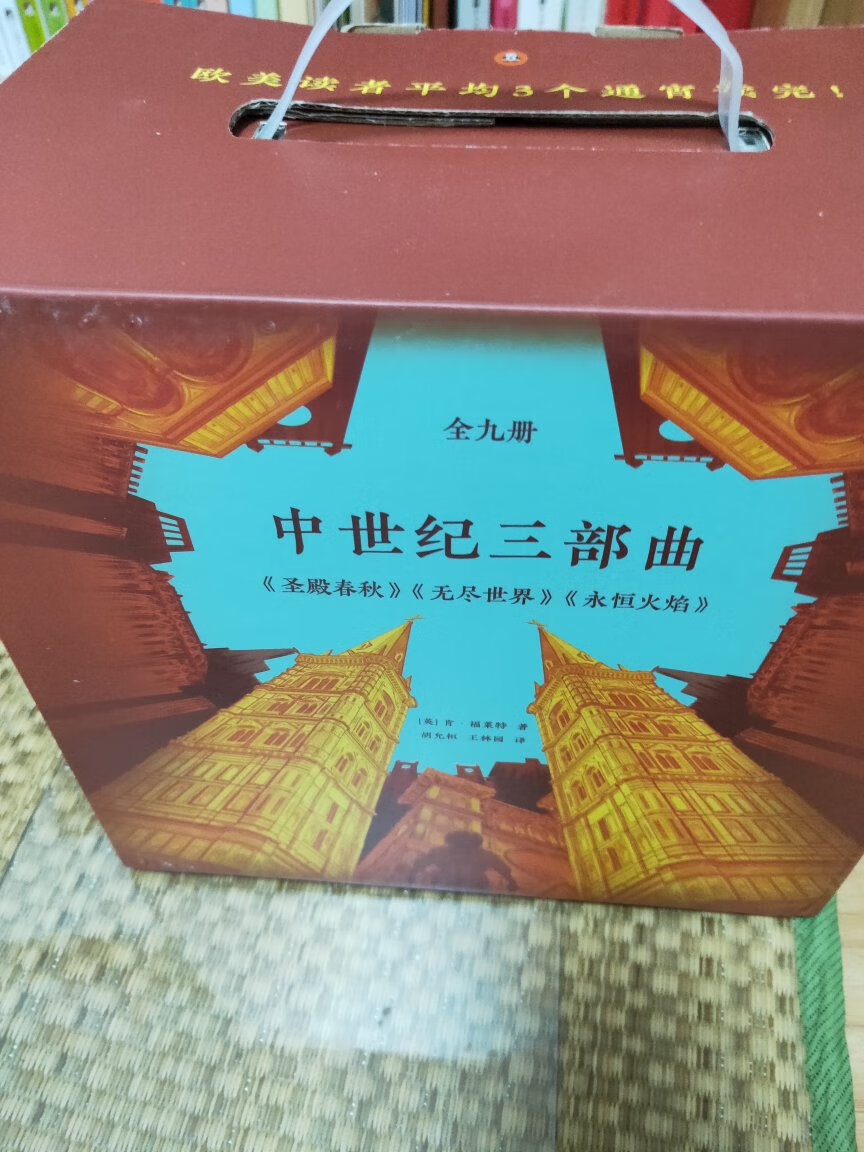 欧美读者平均3个通宵读完！
全九册
中世纪三部曲
《圣殿春秋》《无尽世界》《永恒火焰》
[英] 肯·福莱特 著
胡允桓 王林园 译